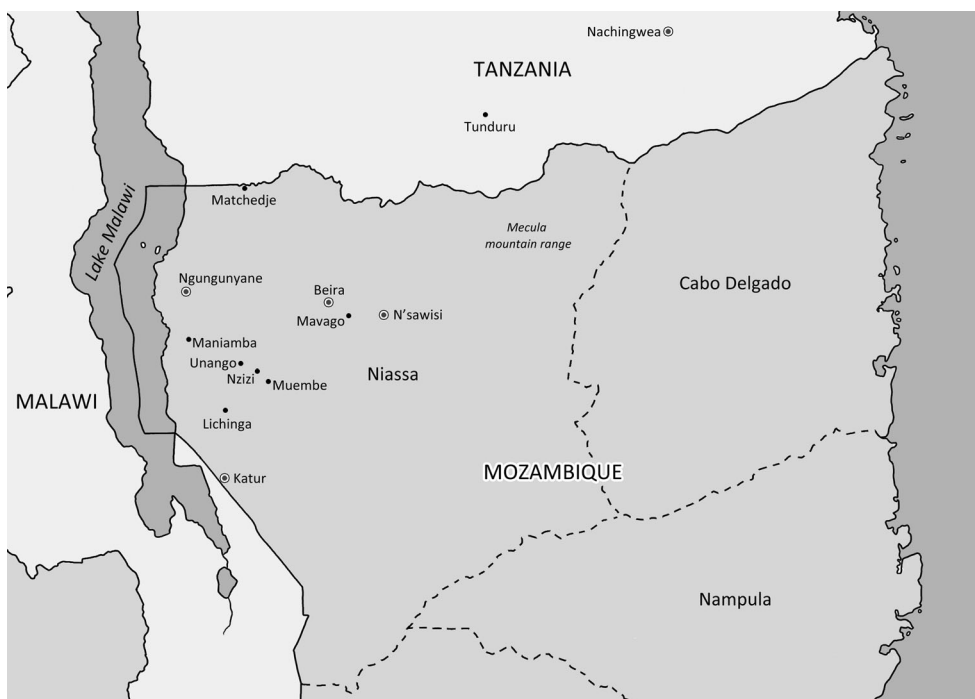 Nachingwea
TANZANIA
Tunduru
Matchedje
Lake Malawi
Mecula
mountain range
Ngungunyane
Beira
Cabo Delgado
Mavago
N'sawisi
Maniamba
Unango
Nzizi
Niassa
Muembe
MALAWI
Lichinga
MOZAMBIQUE
Katur
Nampula